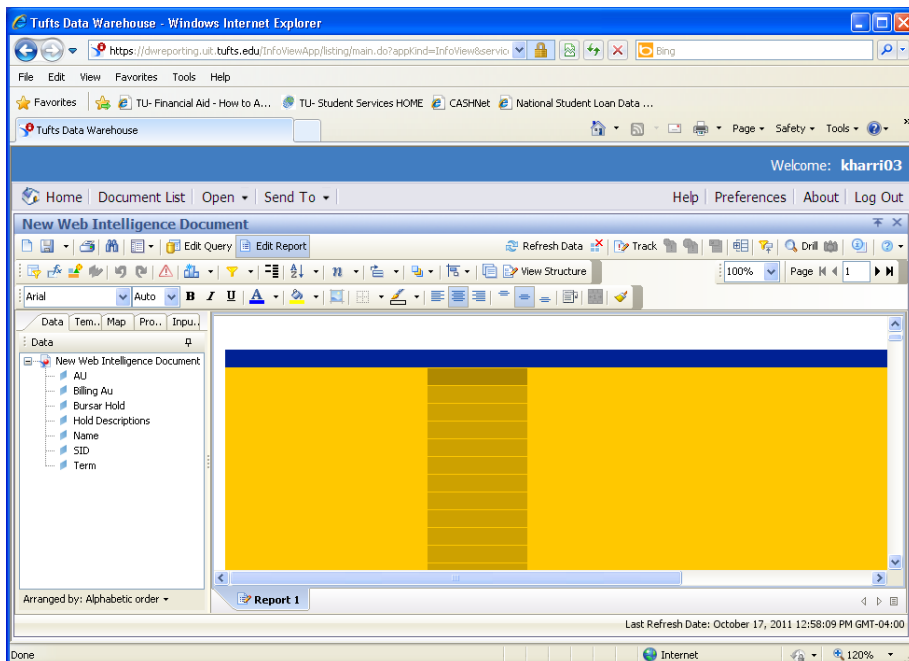 Tufts Data Warehouse - Windows Internet Explorer
https://dwreporting.uit.tufts.edu/InfoViewApp/listing/main.do?appKind=InfoView&servic
Bing
File Edit View Favorites Tools Help
Favorites TU- Financial Aid - How to A... TU- Student Services HOME CASHNet National Student Loan Data ...
Tufts Data Warehouse Page Safety Tools »
Welcome: kharri03
Home Document List Open Send To Help Preferences About Log Out
New Web Intelligence Document
Edit Query Edit Report Refresh Data Track Drill
View Structure 100% Page 1
Arial Auto B I U A
Data Tem.. Map Pro.. Inpu..
Data
New Web Intelligence Document
AU
Billing Au
Bursar Hold
Hold Descriptions
Name
SID
Term
Arranged by: Alphabetic order Report 1
Last Refresh Date: October 17, 2011 12:58:09 PM GMT-04:00
Done Internet 120%